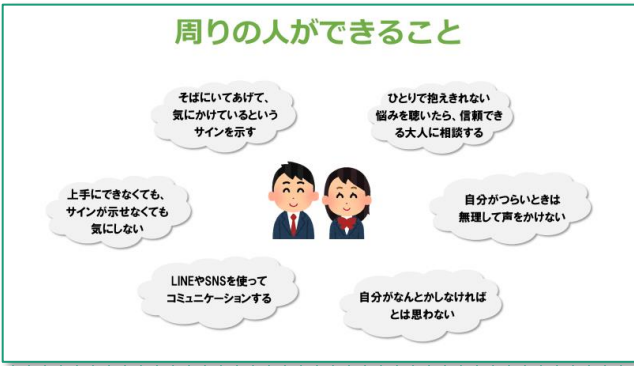 周りの人ができること
そばにいてあげて、
気にかけているという
サインを示す
ひとりで抱えきれない
悩みを聴いたら、信頼でき
る大人に相談する
上手にできなくても、
サインが示せなくても
気にしない
自分がつらいときは
無理して声をかけない
LINEやSNSを使って
コミュニケーションする
自分がなんとかしなければ
とは思わない